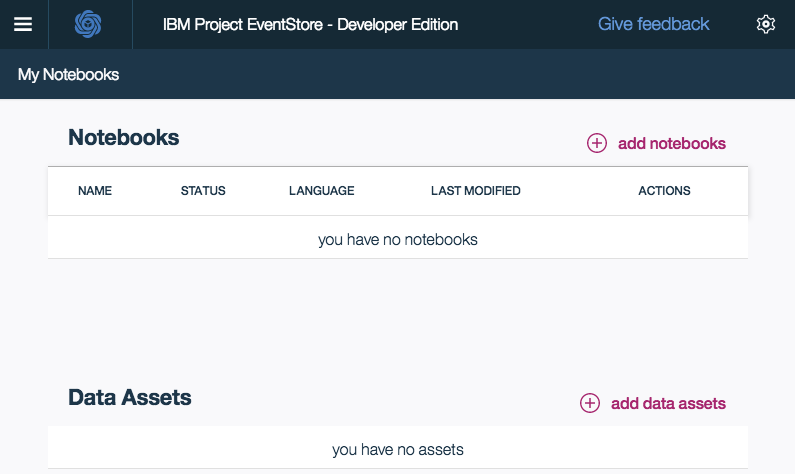 IBM Project EventStore - Developer Edition
Give feedback
My Notebooks
Notebooks
add notebooks
NAME STATUS LANGUAGE LAST MODIFIED ACTIONS
you have no notebooks
Data Assets
add data assets
you have no assets